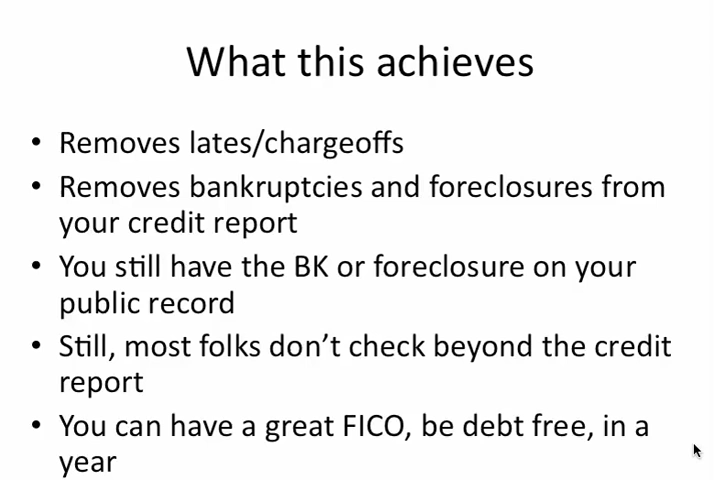 What this achieves
• Removes lates/chargeoffs
• Removes bankruptcies and foreclosures from
your credit report
• You still have the BK or foreclosure on your
public record
• Still, most folks don’t check beyond the credit
report
• You can have a great FICO, be debt free, in a
year